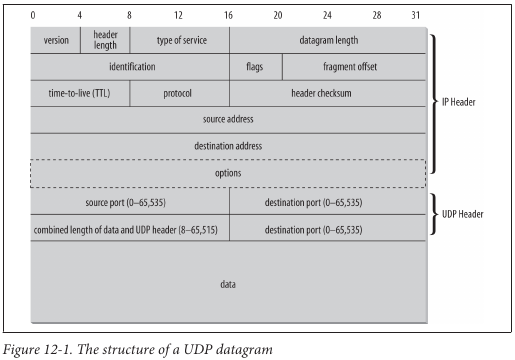 0 4 8 12 16 20 24 28 31
version header length type of service datagram length
identification flags fragment offset
time-to-live (TTL) protocol header checksum
IP Header
source address
destination address
options
source port (0–65,535) destination port (0–65,535)
UDP Header
combined length of data and UDP header (8–65,515) destination port (0–65,535)
data
Figure 12-1. The structure of a UDP datagram